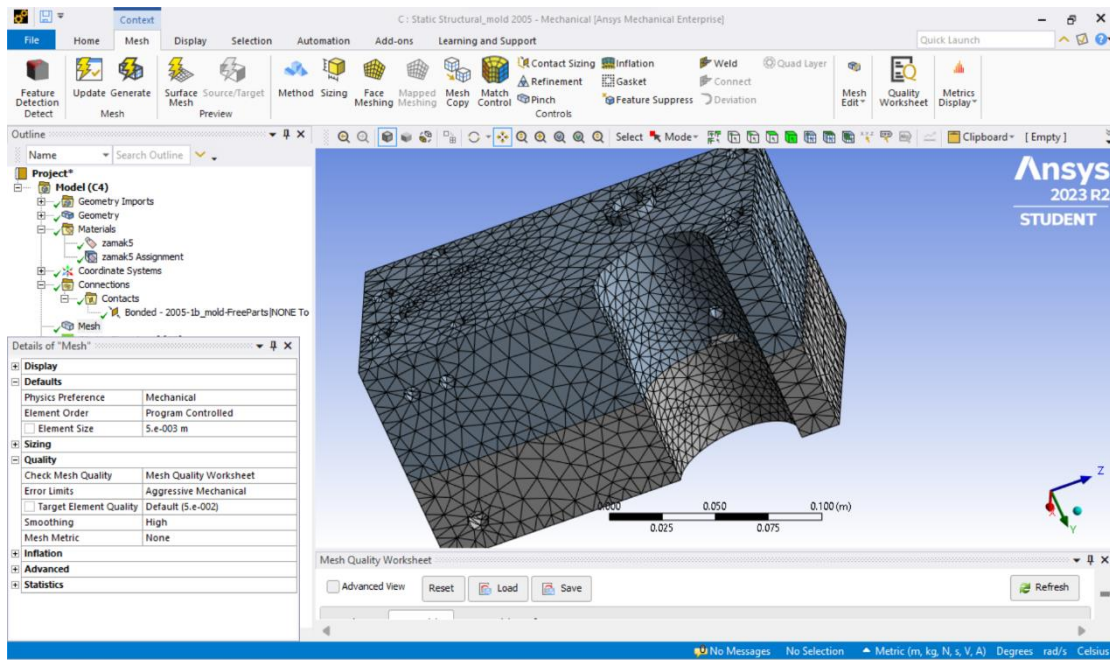 Context
C : Static Structural_mold 2005 - Mechanical [Ansys Mechanical Enterprise]
File Home Mesh Display Selection Automation Add-ons Learning and Support Quick Launch
Feature Detection Detect
Update Generate
Mesh
Surface Mesh Source/Target
Preview
Method Sizing Face Meshing Mapped Meshing Mesh Copy Match Control
Contact Sizing Inflation Weld Quad Layer
Refinement Gasket Connect
Pinch Feature Suppress Deviation
Controls
Mesh Edit
Quality Worksheet
Metrics Display
Outline
Name Search Outline
Select Mode Clipboard [Empty]
Project*
Model (C4)
Geometry Imports
Geometry
Materials
zamak5
zamak5 Assignment
Coordinate Systems
Connections
Contacts
Bonded - 2005-1b_mold-FreeParts|NONE To
Mesh
Details of "Mesh"
Display
Defaults
Physics Preference Mechanical
Element Order Program Controlled
Element Size 5.e-003 m
Sizing
Quality
Check Mesh Quality Mesh Quality Worksheet
Error Limits Aggressive Mechanical
Target Element Quality Default (5.e-002)
Smoothing High
Mesh Metric None
Inflation
Advanced
Statistics
Ansys
2023 R2
STUDENT
0.000 0.050 0.100 (m)
0.025 0.075
Z
X
Y
Mesh Quality Worksheet
Advanced View Reset Load Save Refresh
No Messages No Selection Metric (m, kg, N, s, V, A) Degrees rad/s Celsius